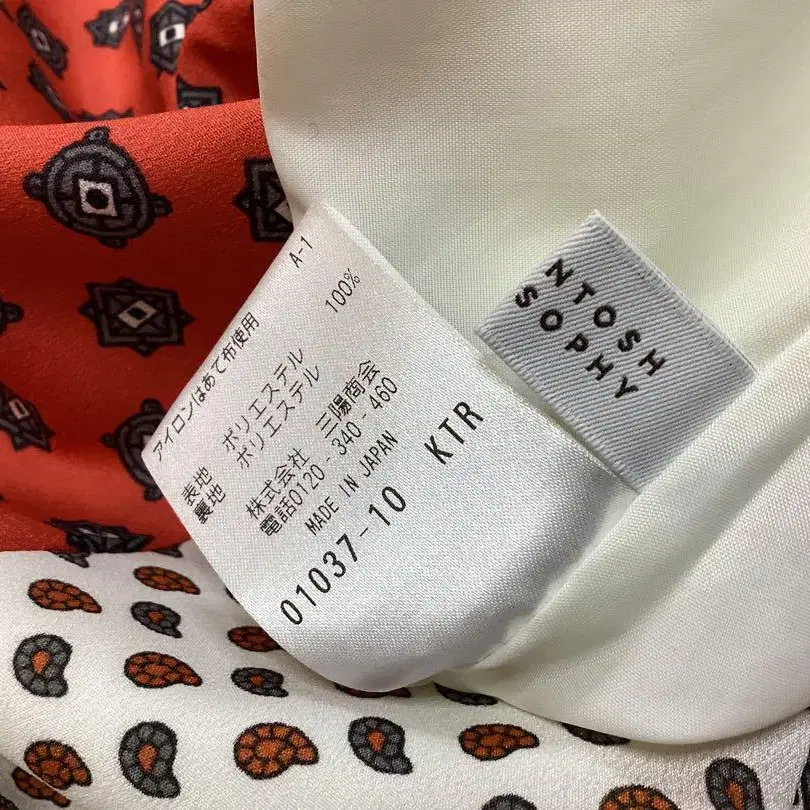 A-1
アイロンはあて布使用
表地 ポリエステル 100%
裏地 ポリエステル
株式会社 三陽商会
電話0120-340-460
MADE IN JAPAN
01037-10 KTR
NTOSH
SOPHY